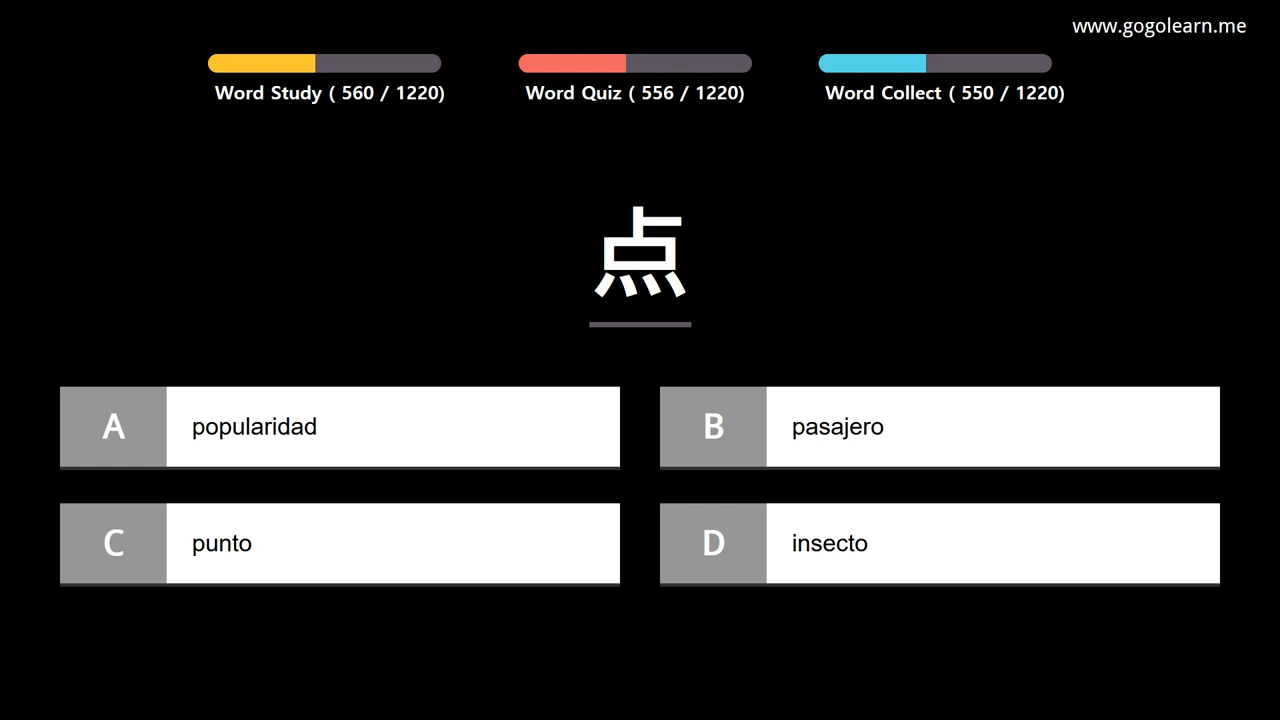 www.gogolearn.me
Word Study ( 560 / 1220)
Word Quiz ( 556 / 1220)
Word Collect ( 550 / 1220)
点
A popularidad
B pasajero
C punto
D insecto